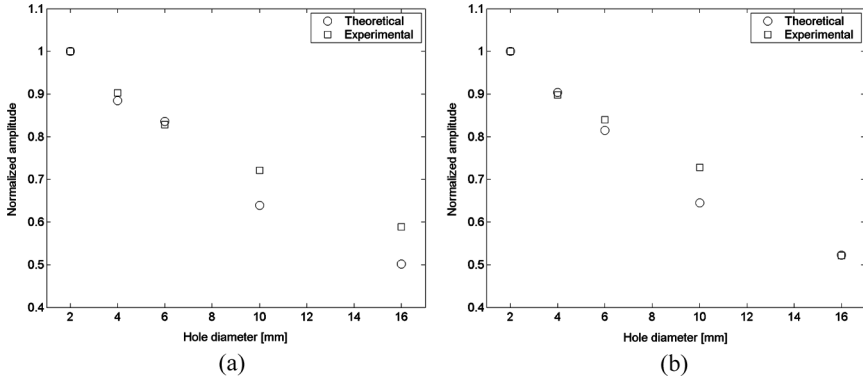 1.1
1
0.9
0.8
0.7
0.6
0.5
0.4
Normalized amplitude
Theoretical
Experimental
2 4 6 8 10 12 14 16
Hole diameter [mm]
(a)
1.1
1
0.9
0.8
0.7
0.6
0.5
0.4
Normalized amplitude
Theoretical
Experimental
2 4 6 8 10 12 14 16
Hole diameter [mm]
(b)